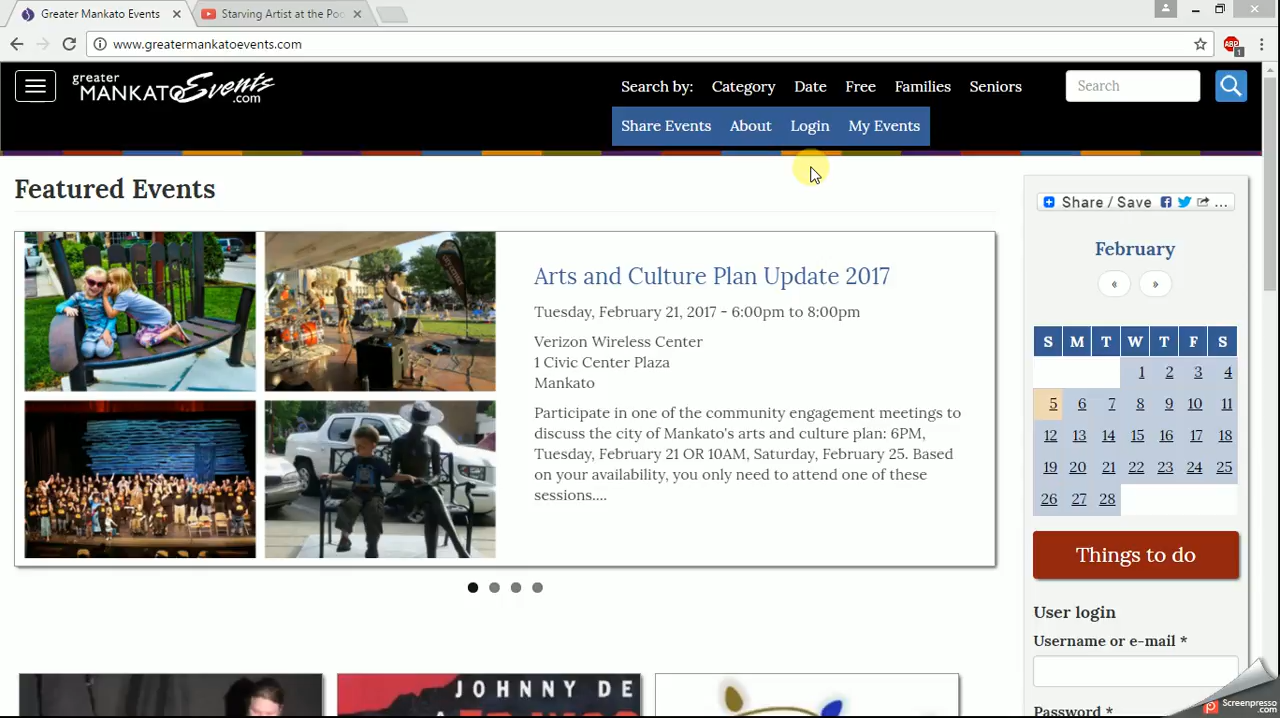 Greater Mankato Events
Starving Artist at the Poo
www.greatermankatoevents.com
ABP
1
greater
MANKATO Events
.com
Search by: Category Date Free Families Seniors
Search
Share Events About Login My Events
Featured Events
Share / Save ...
February
« »
Arts and Culture Plan Update 2017
Tuesday, February 21, 2017 - 6:00pm to 8:00pm
Verizon Wireless Center
1 Civic Center Plaza
Mankato
Participate in one of the community engagement meetings to
discuss the city of Mankato's arts and culture plan: 6PM,
Tuesday, February 21 OR 10AM, Saturday, February 25. Based
on your availability, you only need to attend one of these
sessions....
S M T W T F S
1 2 3 4
5 6 7 8 9 10 11
12 13 14 15 16 17 18
19 20 21 22 23 24 25
26 27 28
Things to do
User login
Username or e-mail *
Password *
JOHNNY DE
Screenpresso
.com